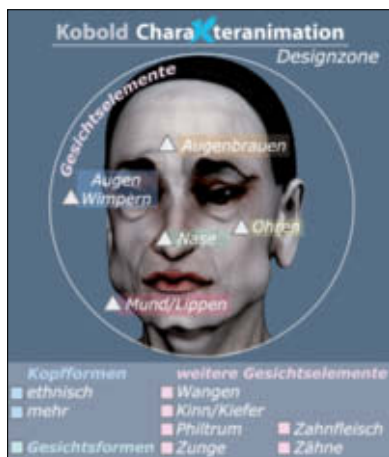 Kobold CharaXteranimation
Designzone
Gesichtselemente
Augenbrauen
Augen
Wimpern
Ohren
Nase
Mund/Lippen
Kopfformen
weitere Gesichtselemente
ethnisch
Wangen
mehr
Kinn/Kiefer
Philtrum
Zahnfleisch
Gesichtsformen
Zunge
Zähne